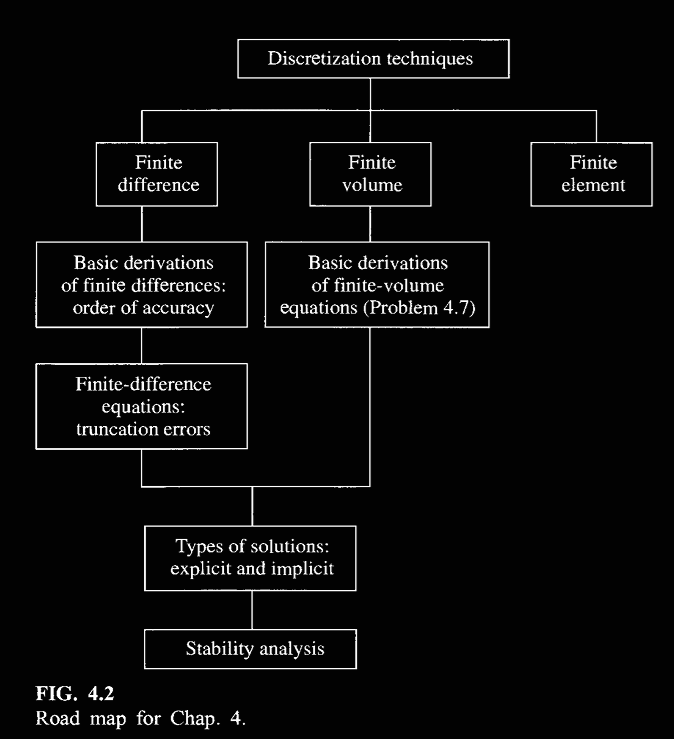 Discretization techniques
Finite
difference
Finite
volume
Finite
element
Basic derivations
of finite differences:
order of accuracy
Basic derivations
of finite-volume
equations (Problem 4.7)
Finite-difference
equations:
truncation errors
Types of solutions:
explicit and implicit
Stability analysis
FIG. 4.2
Road map for Chap. 4.